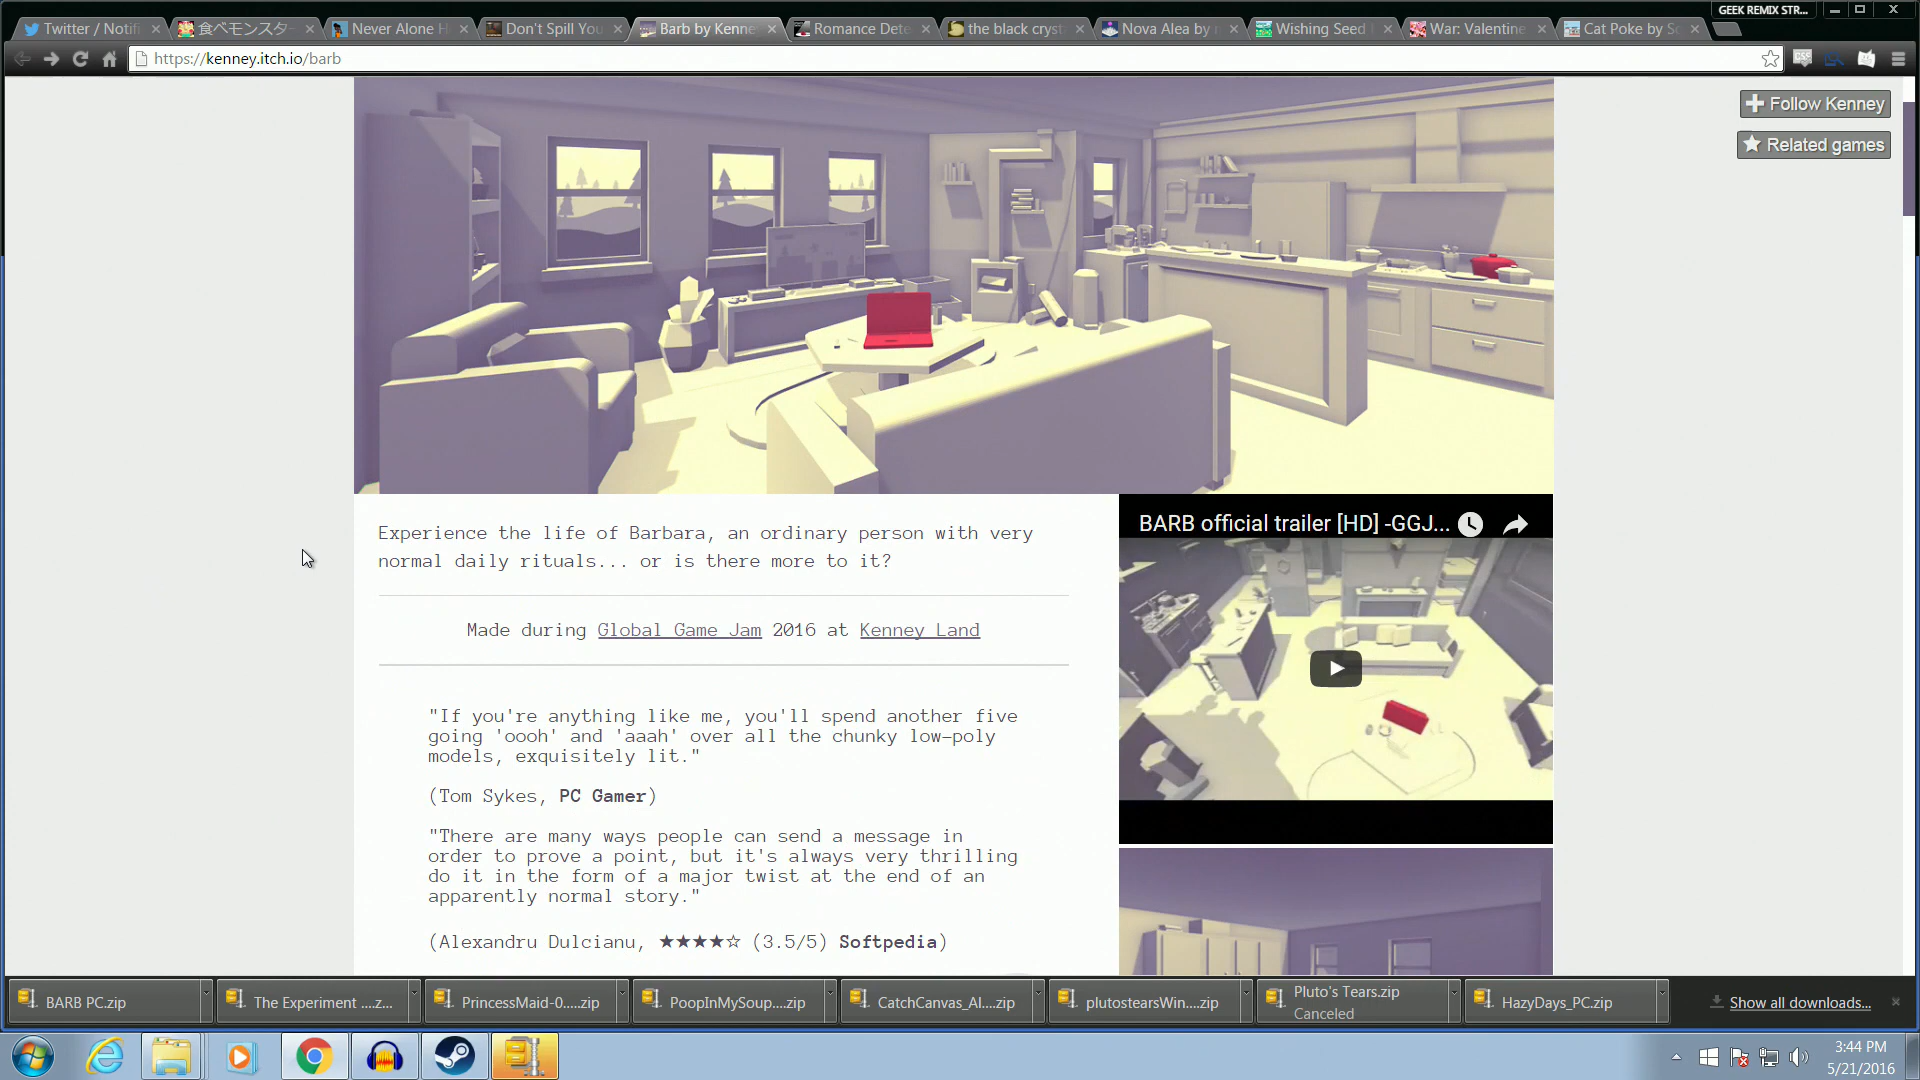 GEEK REMIX STR...
Twitter / Notifi
食べモンスター
Never Alone H
Don't Spill You
Barb by Kenne
Romance Dete
the black cryst
Nova Alea by
Wishing Seed
War: Valentine
Cat Poke by Sc
https://kenney.itch.io/barb
Follow Kenney
Related games
Experience the life of Barbara, an ordinary person with very
normal daily rituals... or is there more to it?
Made during Global Game Jam 2016 at Kenney Land
"If you're anything like me, you'll spend another five
going 'oooh' and 'aaah' over all the chunky low-poly
models, exquisitely lit."
(Tom Sykes, PC Gamer)
"There are many ways people can send a message in
order to prove a point, but it's always very thrilling
do it in the form of a major twist at the end of an
apparently normal story."
(Alexandru Dulcianu, ★★★★☆ (3.5/5) Softpedia)
BARB official trailer [HD] -GGJ...
BARB PC.zip
The Experiment ....z...
PrincessMaid-0.....zip
PoopInMySoup....zip
CatchCanvas_Al....zip
plutostearsWin....zip
Pluto's Tears.zip
Canceled
HazyDays_PC.zip
Show all downloads...
3:44 PM
5/21/2016